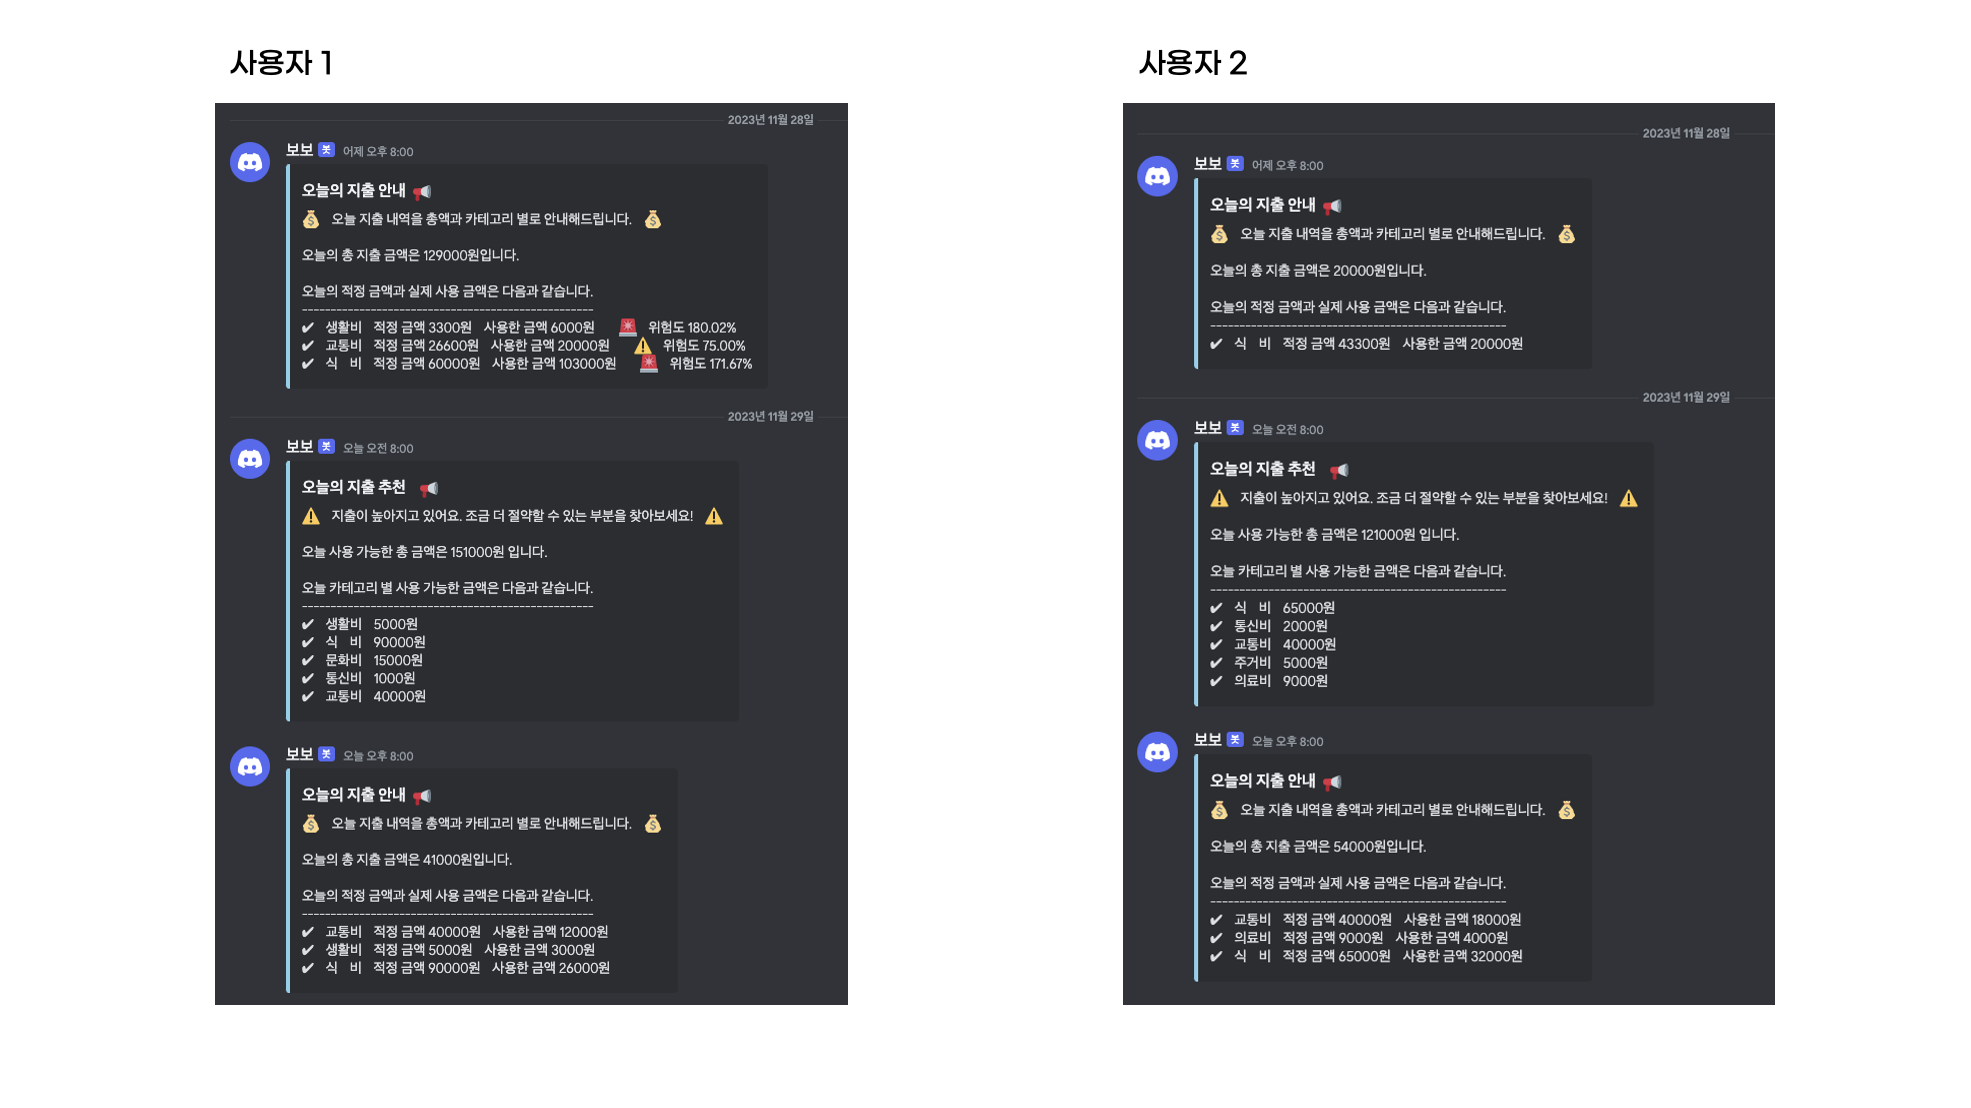 사용자 1
2023년 11월 28일
보보 봇 어제 오후 8:00
오늘의 지출 안내
오늘 지출 내역을 총액과 카테고리 별로 안내해드립니다.
오늘의 총 지출 금액은 129000원입니다.
오늘의 적정 금액과 실제 사용 금액은 다음과 같습니다.
----------------------------------------------------
✔ 생활비 적정 금액 3300원 사용한 금액 6000원 위험도 180.02%
✔ 교통비 적정 금액 26600원 사용한 금액 20000원 위험도 75.00%
✔ 식 비 적정 금액 60000원 사용한 금액 103000원 위험도 171.67%
2023년 11월 29일
보보 봇 오늘 오전 8:00
오늘의 지출 추천
지출이 높아지고 있어요. 조금 더 절약할 수 있는 부분을 찾아보세요!
오늘 사용 가능한 총 금액은 151000원 입니다.
오늘 카테고리 별 사용 가능한 금액은 다음과 같습니다.
----------------------------------------------------
✔ 생활비 5000원
✔ 식 비 90000원
✔ 문화비 15000원
✔ 통신비 1000원
✔ 교통비 40000원
보보 봇 오늘 오후 8:00
오늘의 지출 안내
오늘 지출 내역을 총액과 카테고리 별로 안내해드립니다.
오늘의 총 지출 금액은 41000원입니다.
오늘의 적정 금액과 실제 사용 금액은 다음과 같습니다.
----------------------------------------------------
✔ 교통비 적정 금액 40000원 사용한 금액 12000원
✔ 생활비 적정 금액 5000원 사용한 금액 3000원
✔ 식 비 적정 금액 90000원 사용한 금액 26000원
사용자 2
2023년 11월 28일
보보 봇 어제 오후 8:00
오늘의 지출 안내
오늘 지출 내역을 총액과 카테고리 별로 안내해드립니다.
오늘의 총 지출 금액은 20000원입니다.
오늘의 적정 금액과 실제 사용 금액은 다음과 같습니다.
----------------------------------------------------
✔ 식 비 적정 금액 43300원 사용한 금액 20000원
2023년 11월 29일
보보 봇 오늘 오전 8:00
오늘의 지출 추천
지출이 높아지고 있어요. 조금 더 절약할 수 있는 부분을 찾아보세요!
오늘 사용 가능한 총 금액은 121000원 입니다.
오늘 카테고리 별 사용 가능한 금액은 다음과 같습니다.
----------------------------------------------------
✔ 식 비 65000원
✔ 통신비 2000원
✔ 교통비 40000원
✔ 주거비 5000원
✔ 의료비 9000원
보보 봇 오늘 오후 8:00
오늘의 지출 안내
오늘 지출 내역을 총액과 카테고리 별로 안내해드립니다.
오늘의 총 지출 금액은 54000원입니다.
오늘의 적정 금액과 실제 사용 금액은 다음과 같습니다.
----------------------------------------------------
✔ 교통비 적정 금액 40000원 사용한 금액 18000원
✔ 의료비 적정 금액 9000원 사용한 금액 4000원
✔ 식 비 적정 금액 65000원 사용한 금액 32000원